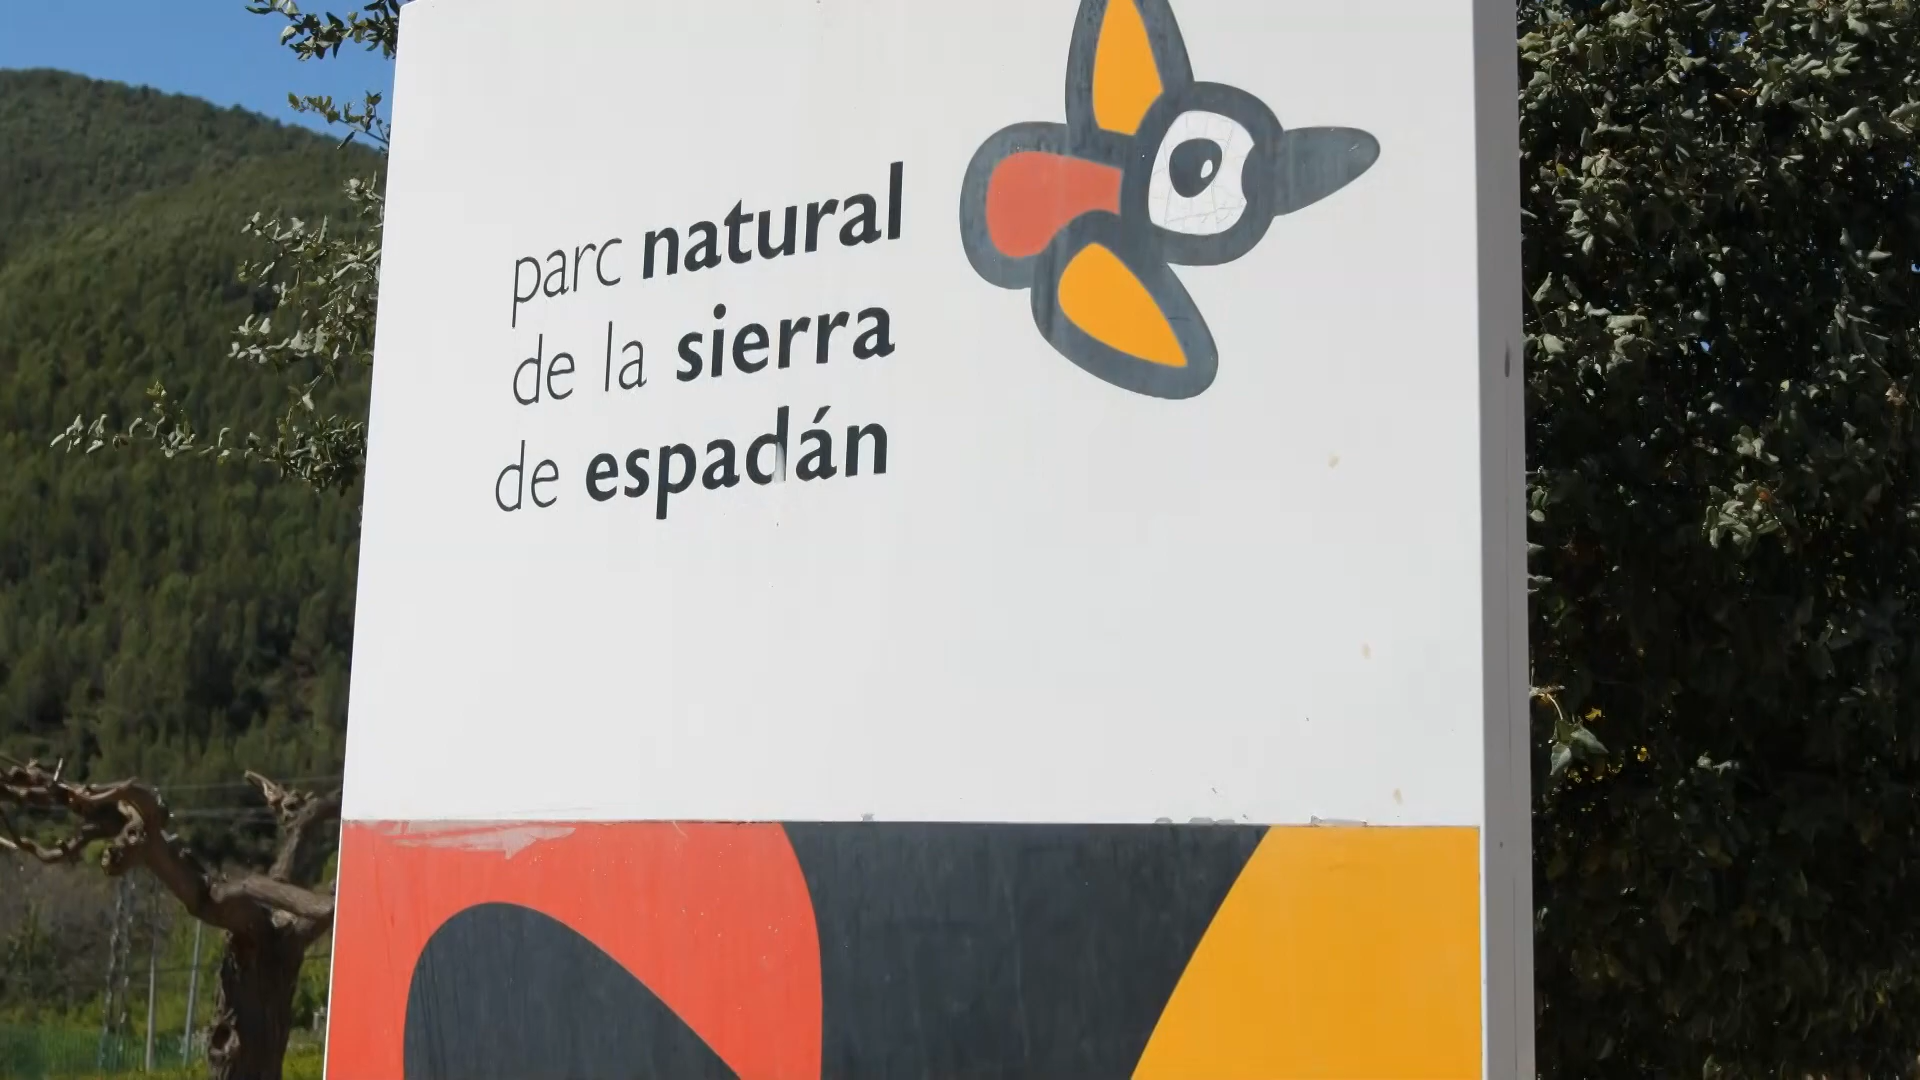 parc natural
de la sierra
de espadán